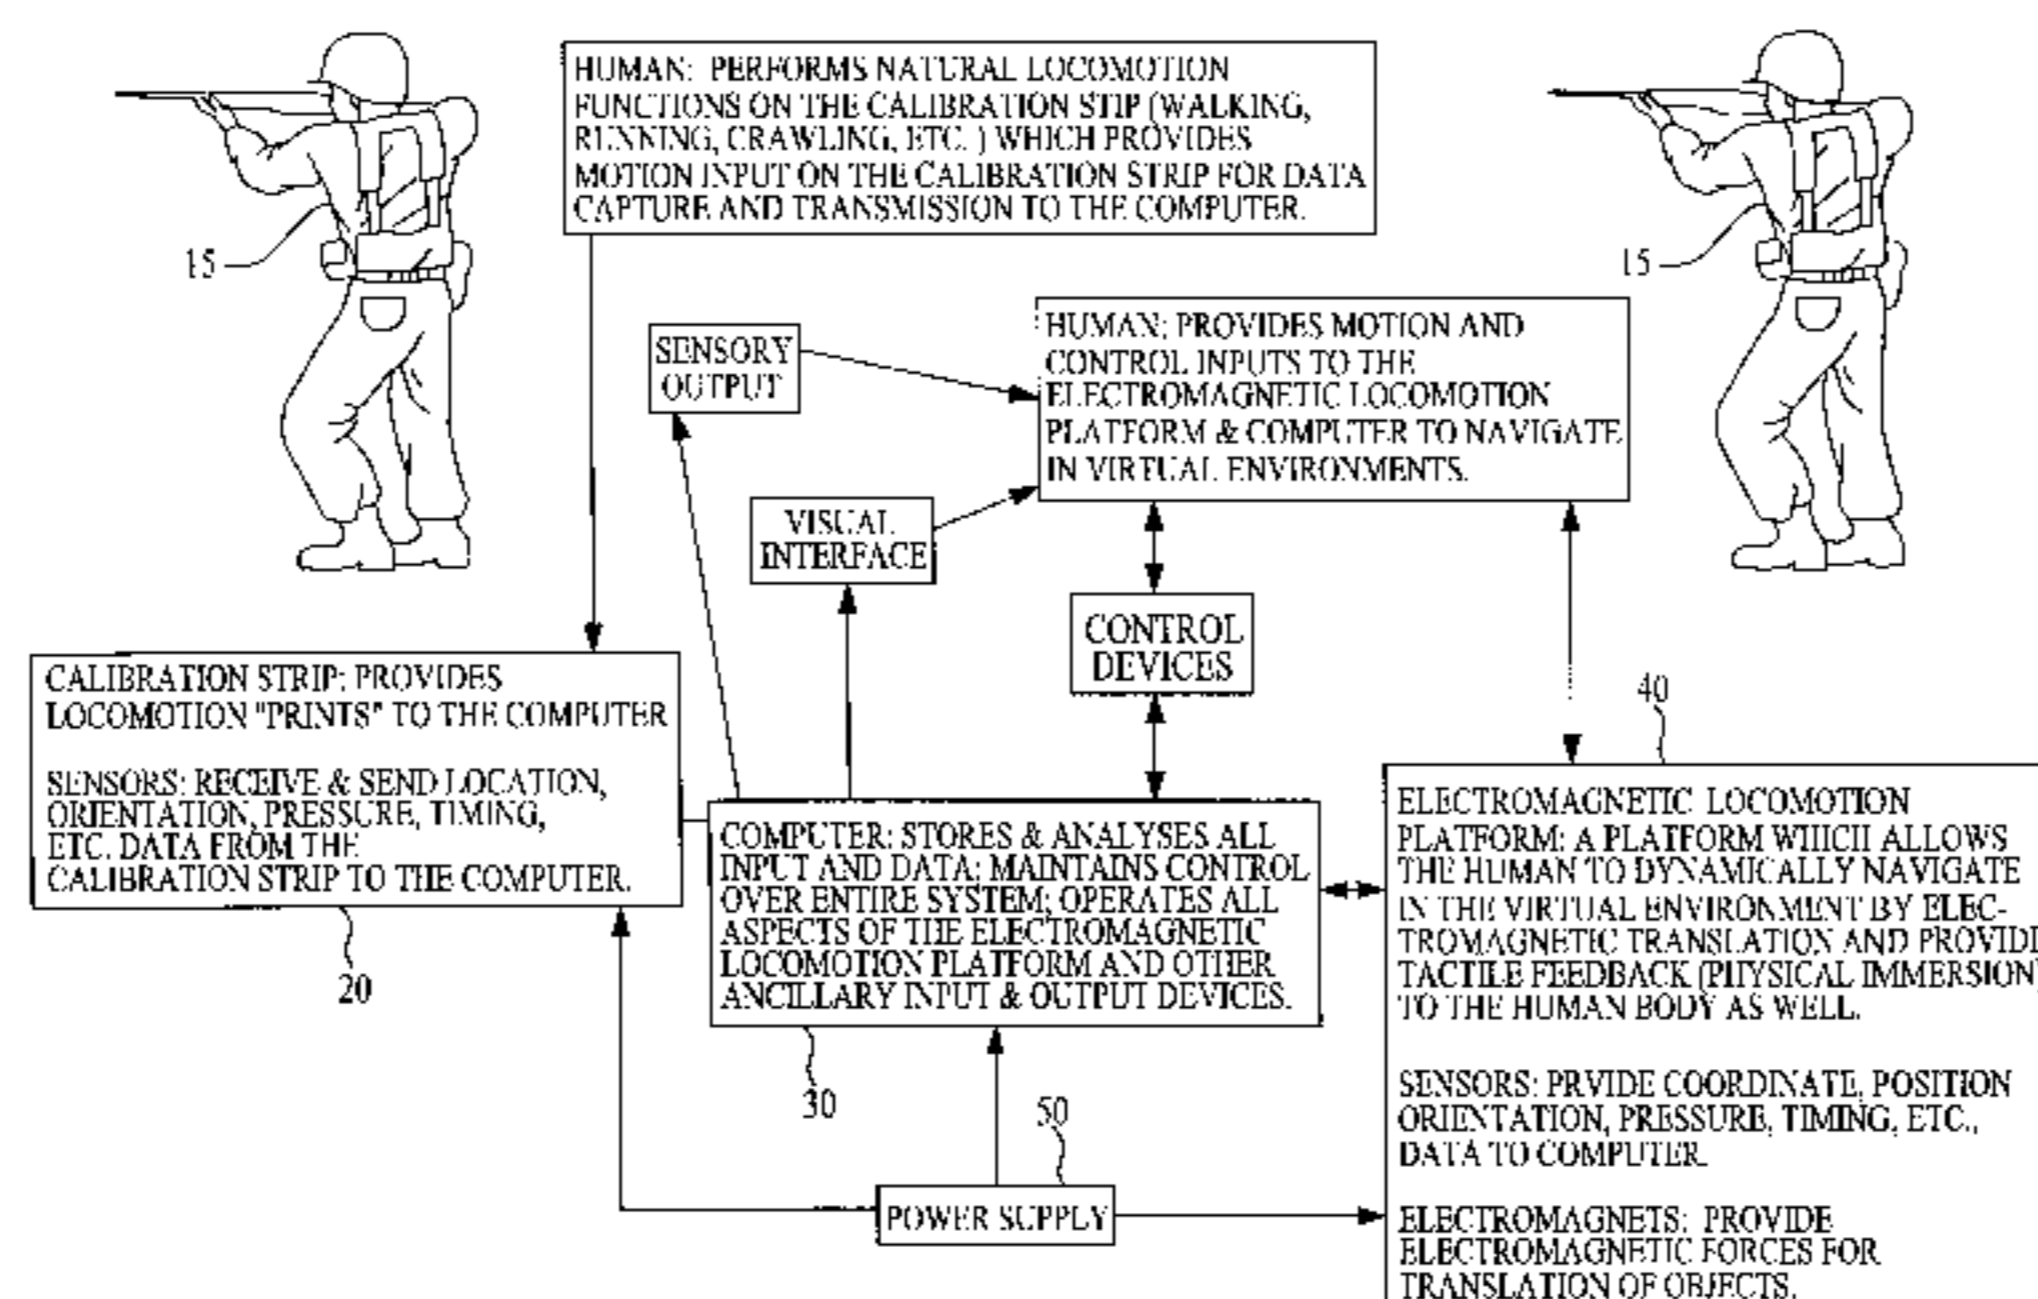 HUMAN: PERFORMS NATURAL LOCOMOTION
FUNCTIONS ON THE CALIBRATION STIP (WALKING,
RUNNING, CRAWLING, ETC. ) WHICH PROVIDES
MOTION INPUT ON THE CALIBRATION STRIP FOR DATA
CAPTURE AND TRANSMISSION TO THE COMPUTER.
15
15
SENSORY
OUTPUT
HUMAN: PROVIDES MOTION AND
CONTROL INPUTS TO THE
ELECTROMAGNETIC LOCOMOTION
PLATFORM & COMPUTER TO NAVIGATE
IN VIRTUAL ENVIRONMENTS.
VISUAL
INTERFACE
CONTROL
DEVICES
CALIBRATION STRIP: PROVIDES
LOCOMOTION "PRINTS" TO THE COMPUTER
SENSORS: RECEIVE & SEND LOCATION,
ORIENTATION, PRESSURE, TIMING,
ETC. DATA FROM THE
CALIBRATION STRIP TO THE COMPUTER.
20
COMPUTER: STORES & ANALYSES ALL
INPUT AND DATA; MAINTAINS CONTROL
OVER ENTIRE SYSTEM; OPERATES ALL
ASPECTS OF THE ELECTROMAGNETIC
LOCOMOTION PLATFORM AND OTHER
ANCILLARY INPUT & OUTPUT DEVICES.
30
40
ELECTROMAGNETIC LOCOMOTION
PLATFORM: A PLATFORM WHICH ALLOWS
THE HUMAN TO DYNAMICALLY NAVIGATE
IN THE VIRTUAL ENVIRONMENT BY ELEC-
TROMAGNETIC TRANSLATION AND PROVIDE
TACTILE FEEDBACK (PHYSICAL IMMERSION)
TO THE HUMAN BODY AS WELL.
SENSORS: PRVIDE COORDINATE, POSITION
ORIENTATION, PRESSURE, TIMING, ETC.,
DATA TO COMPUTER.
ELECTROMAGNETS: PROVIDE
ELECTROMAGNETIC FORCES FOR
TRANSLATION OF OBJECTS.
50
POWER SUPPLY